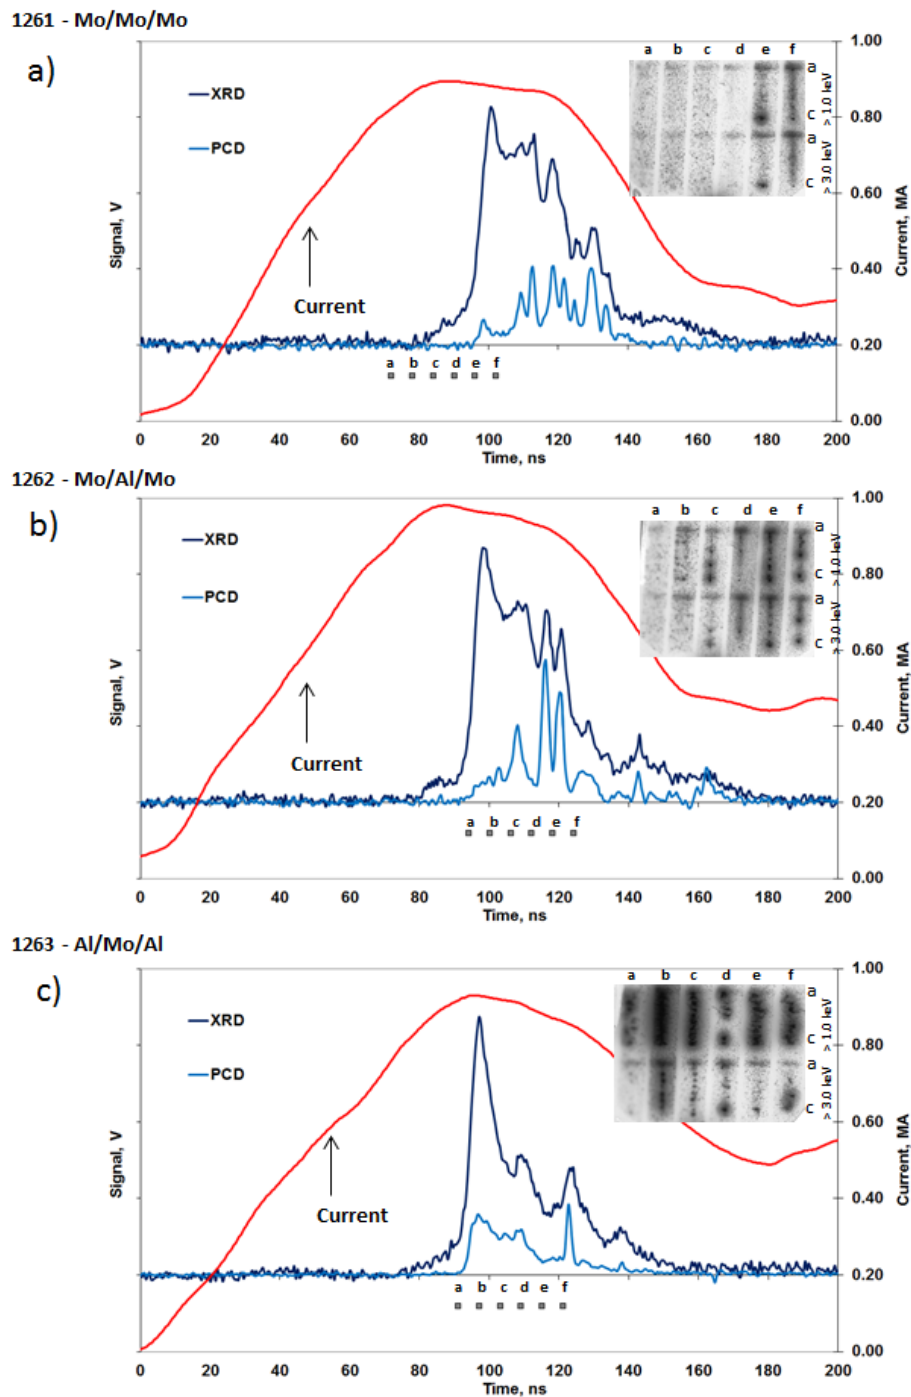 1261 - Mo/Mo/Mo
a)
XRD
PCD
Current
Signal, V
a b c d e f
a
c
a
c
> 1.0 keV
> 3.0 keV
1.00
0.80
0.60
0.40
0.20
0.00
Current, MA
a b c d e f
0 20 40 60 80 100 120 140 160 180 200
Time, ns
1262 - Mo/Al/Mo
b)
XRD
PCD
Current
Signal, V
a b c d e f
a
c
a
c
> 1.0 keV
> 3.0 keV
1.00
0.80
0.60
0.40
0.20
0.00
Current, MA
a b c d e f
0 20 40 60 80 100 120 140 160 180 200
Time, ns
1263 - Al/Mo/Al
c)
XRD
PCD
Current
Signal, V
a b c d e f
a
c
a
c
> 1.0 keV
> 3.0 keV
1.00
0.80
0.60
0.40
0.20
0.00
Current, MA
a b c d e f
0 20 40 60 80 100 120 140 160 180 200
Time, ns